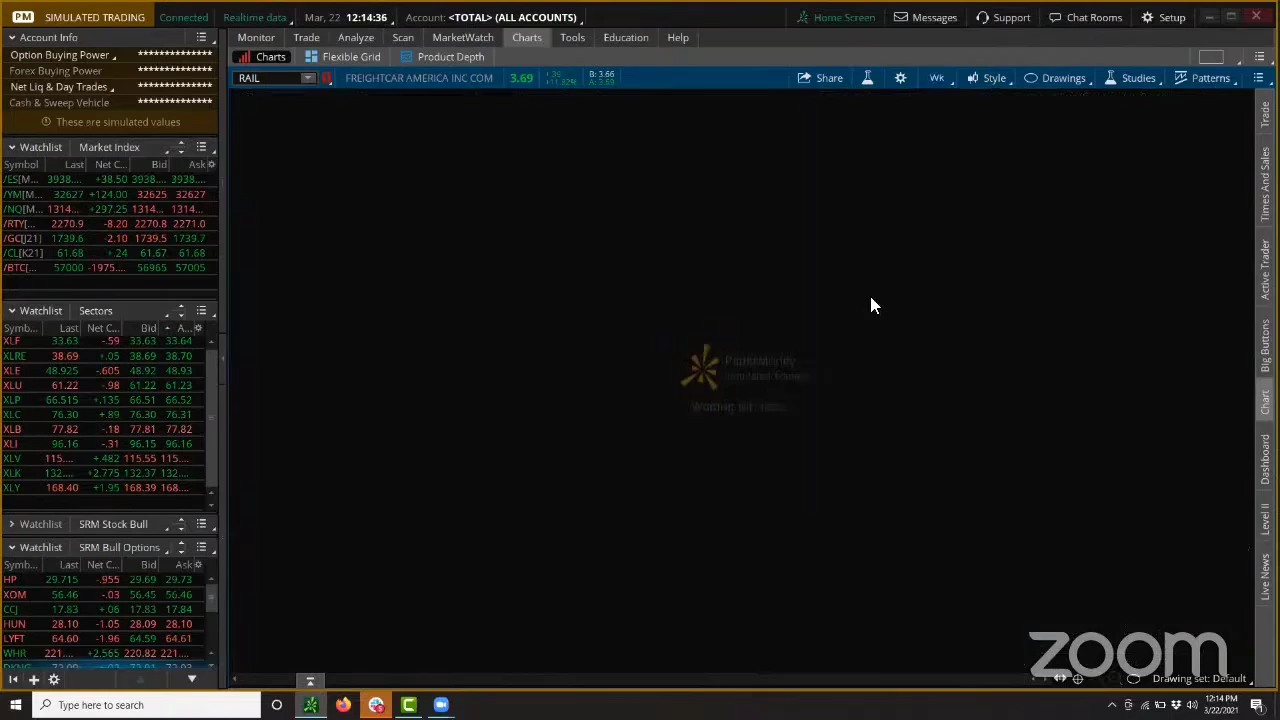 PM SIMULATED TRADING Connected Realtime data Mar, 22 12:14:36 Account: <TOTAL> (ALL ACCOUNTS) Home Screen Messages Support Chat Rooms Setup
Account Info
Option Buying Power **************
Forex Buying Power **************
Net Liq & Day Trades **************
Cash & Sweep Vehicle **************
These are simulated values
Monitor Trade Analyze Scan MarketWatch Charts Tools Education Help
Charts Flexible Grid Product Depth
RAIL FREIGHTCAR AMERICA INC COM 3.69 +.39 +11.82% B: 3.66 A: 3.69 Share Wk Style Drawings Studies Patterns
Watchlist Market Index
Symbol Last Net C... Bid Ask
/ES[M... 3938.... +38.50 3938.... 3938....
/YM[M... 32627 +124.00 32625 32627
/NQ[M... 1314... +297.25 1314... 1314...
/RTY[... 2270.9 -8.20 2270.8 2271.0
/GC[J21] 1739.6 -2.10 1739.5 1739.7
/CL[K21] 61.68 +.24 61.67 61.68
/BTC[... 57000 -1975.... 56965 57005
Watchlist Sectors
Symb... Last Net C... Bid A...
XLF 33.63 -.59 33.63 33.64
XLRE 38.69 +.05 38.69 38.70
XLE 48.925 -.605 48.92 48.93
XLU 61.22 -.98 61.22 61.23
XLP 66.515 +.135 66.51 66.52
XLC 76.30 +.89 76.30 76.31
XLB 77.82 -.18 77.81 77.82
XLI 96.16 -.31 96.15 96.16
XLV 115.... +.482 115.55 115....
XLK 132.... +2.775 132.37 132....
XLY 168.40 +1.95 168.39 168....
Watchlist SRM Stock Bull
Watchlist SRM Bull Options
Symb... Last Net C... Bid Ask
HP 29.715 -.955 29.69 29.73
XOM 56.46 -.03 56.45 56.46
CCJ 17.83 +.06 17.83 17.84
HUN 28.10 -1.05 28.09 28.10
LYFT 64.60 -1.96 64.59 64.61
WHR 221.... +2.565 220.82 221....
PaperMoney
Trade
Times And Sales
Active Trader
Big Buttons
Chart
Dashboard
Level II
Live News
zoom
Drawing set: Default
Type here to search
12:14 PM
3/22/2021